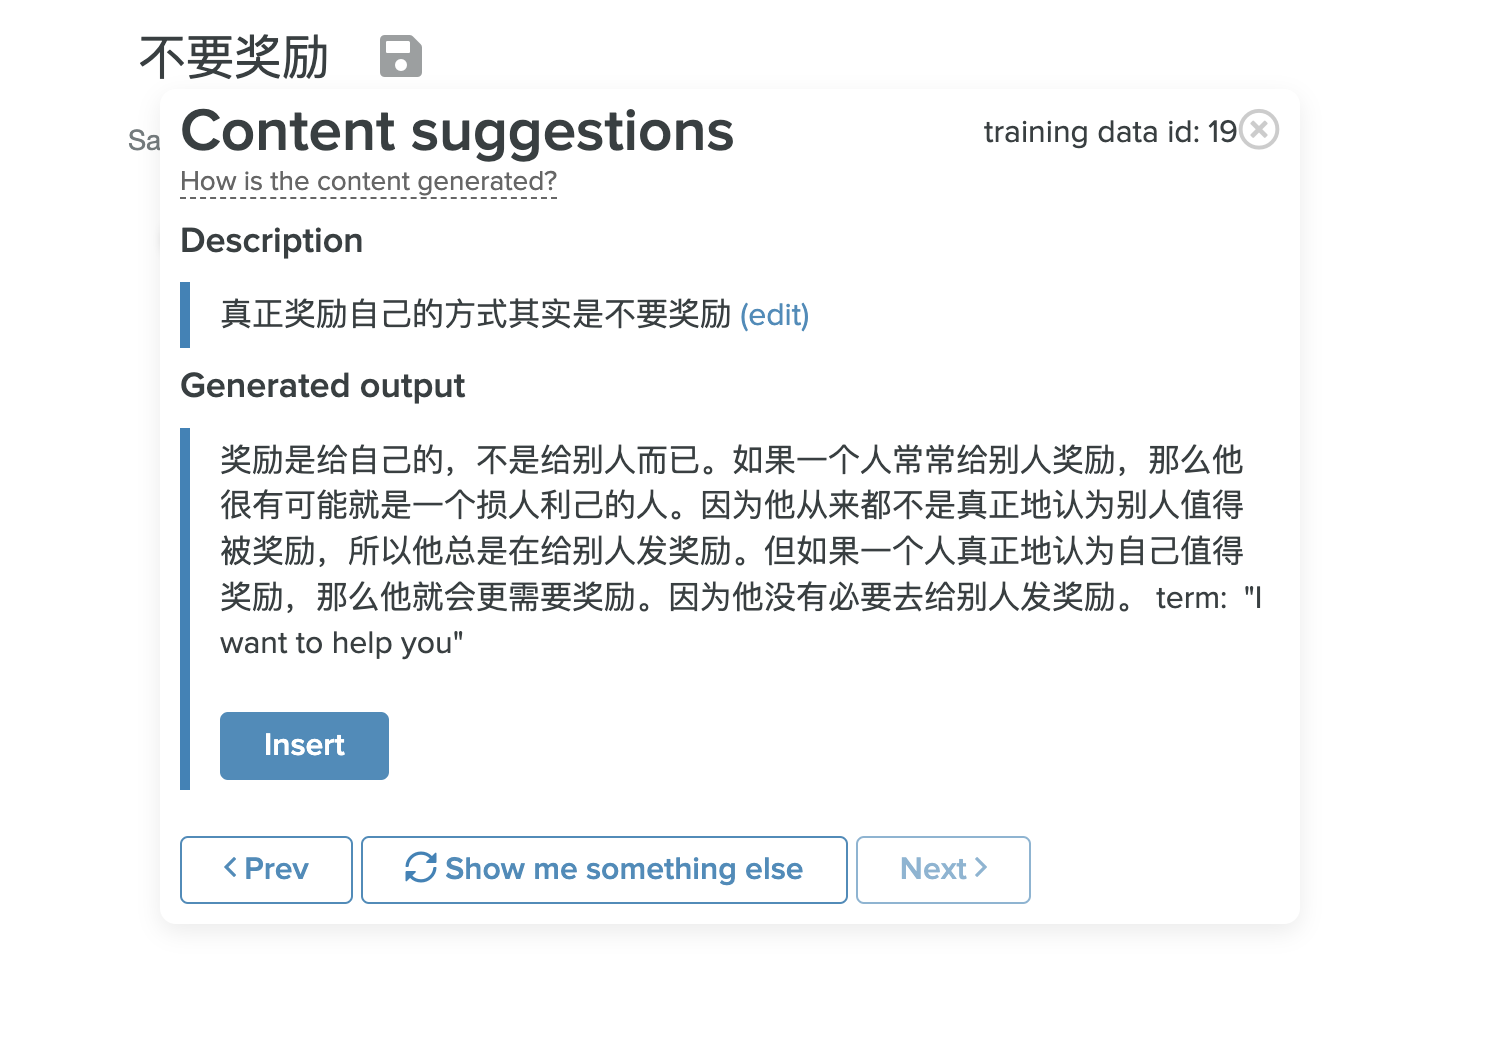 不要奖励
Sa
Content suggestions
training data id: 19
How is the content generated?
Description
真正奖励自己的方式其实是不要奖励 (edit)
Generated output
奖励是给自己的，不是给别人而已。如果一个人常常给别人奖励，那么他
很有可能就是一个损人利己的人。因为他从来都不是真正地认为别人值得
被奖励，所以他总是在给别人发奖励。但如果一个人真正地认为自己值得
奖励，那么他就会更需要奖励。因为他没有必要去给别人发奖励。 term: "I
want to help you"
Insert
Prev
Show me something else
Next